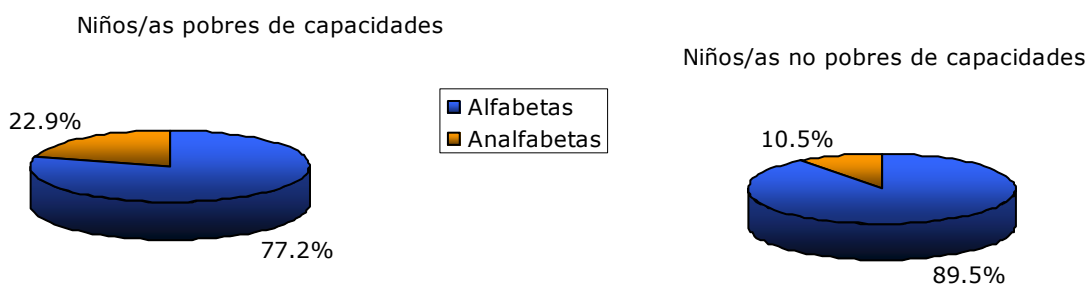 Niños/as pobres de capacidades
Niños/as no pobres de capacidades
Alfabetas
Analfabetas
22.9%
77.2%
10.5%
89.5%